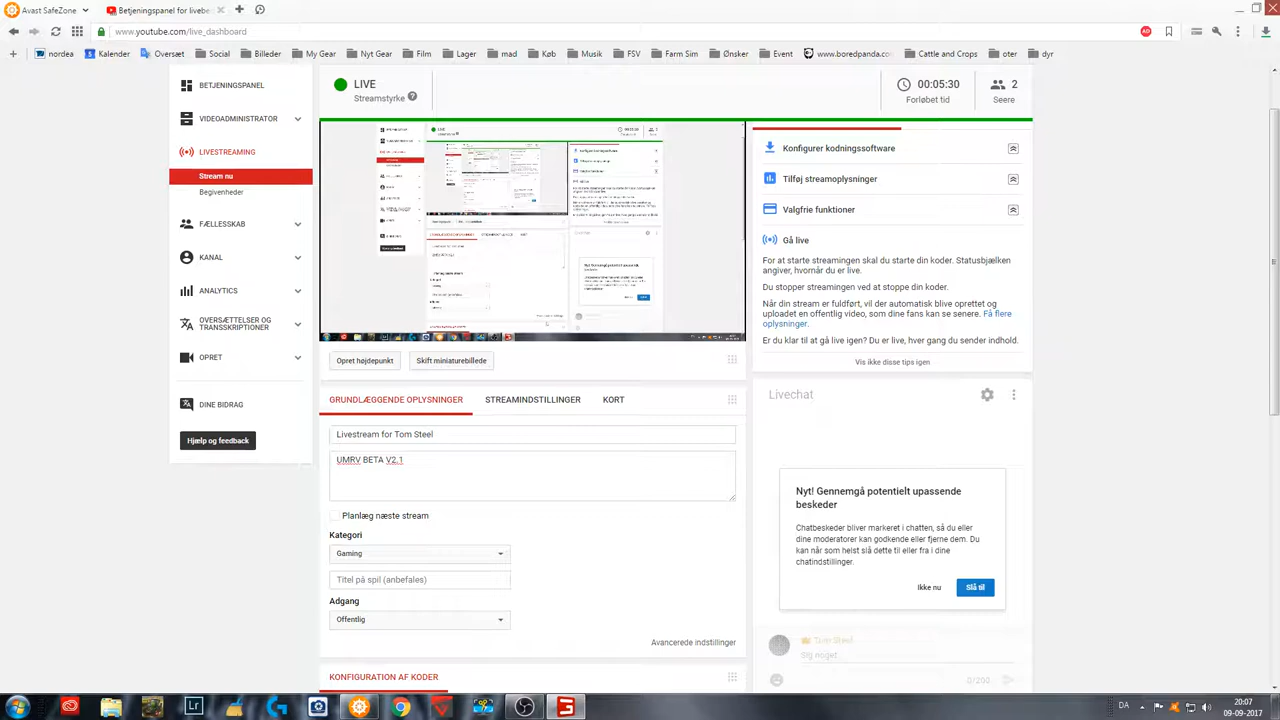 Avast SafeZone
Betjeningspanel for livebe
www.youtube.com/live_dashboard
nordea
Kalender
Oversæt
Social
Billeder
My Gear
Nyt Gear
Film
Lager
mad
Køb
Musik
FSV
Farm Sim
Ønsker
Event
www.boredpanda.com
Cattle and Crops
oter
dyr
BETJENINGSPANEL
VIDEOADMINISTRATOR
LIVESTREAMING
Stream nu
Begivenheder
FÆLLESSKAB
KANAL
ANALYTICS
OVERSÆTTELSER OG
TRANSSKRIPTIONER
OPRET
DINE BIDRAG
Hjælp og feedback
LIVE
Streamstyrke
00:05:30
Forløbet tid
2
Seere
Opret højdepunkt
Skift miniaturebillede
GRUNDLÆGGENDE OPLYSNINGER
STREAMINDSTILLINGER
KORT
Livestream for Tom Steel
UMRV BETA V2.1
Planlæg næste stream
Kategori
Gaming
Titel på spil (anbefales)
Adgang
Offentlig
Avancerede indstillinger
KONFIGURATION AF KODER
Konfigurer kodningssoftware
Tilføj streamoplysninger
Valgfrie funktioner
Gå live
For at starte streamingen skal du starte din koder. Statusbjælken
angiver, hvornår du er live.
Du stopper streamingen ved at stoppe din koder.
Når din stream er fuldført, vil der automatisk blive oprettet og
uploadet en offentlig video, som dine fans kan se senere. Få flere
oplysninger.
Er du klar til at gå live igen? Du er live, hver gang du sender indhold.
Vis ikke disse tips igen
Livechat
Nyt! Gennemgå potentielt upassende
beskeder
Chatbeskeder bliver markeret i chatten, så du eller
dine moderatorer kan godkende eller fjerne dem. Du
kan når som helst slå dette til eller fra i dine
chatindstillinger.
Ikke nu
Slå til
Tom Steel
Sig noget...
0/200
DA
20:07
09-09-2017